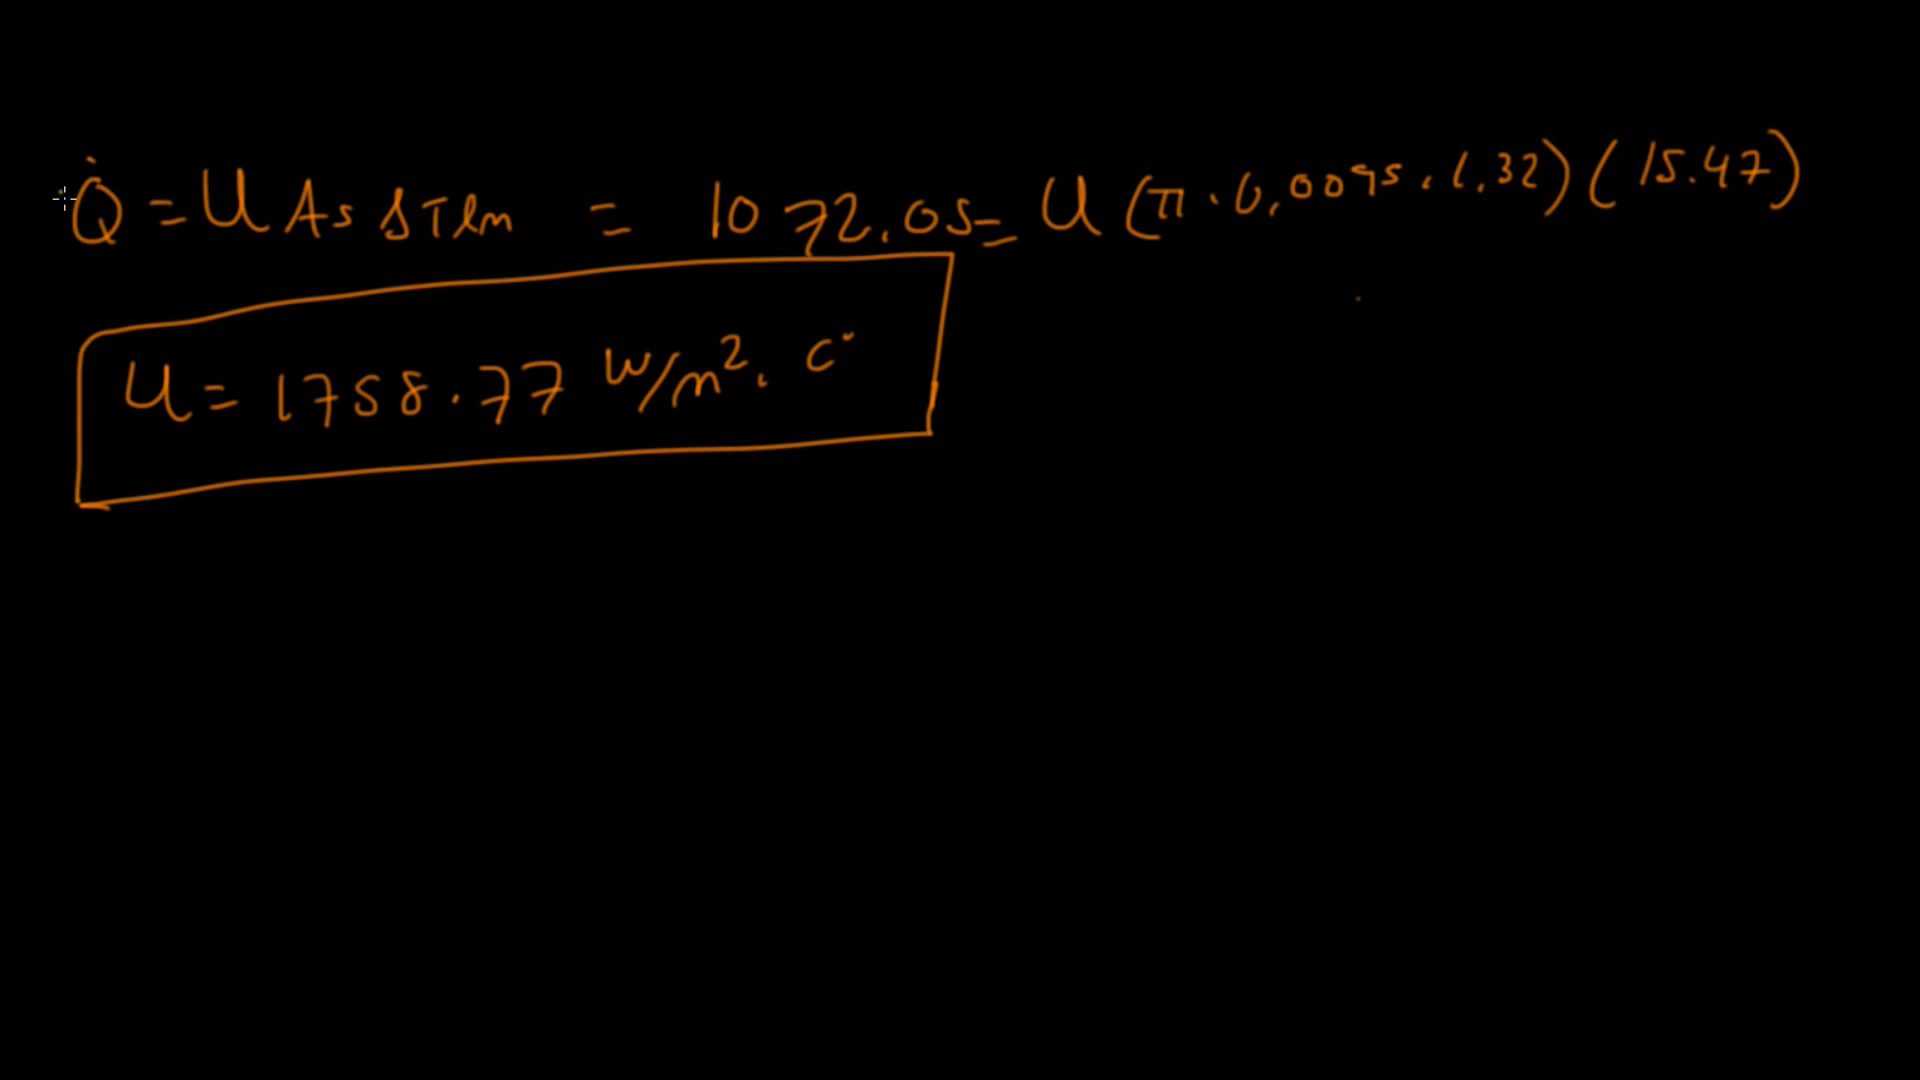 Q̇ = U As ΔTlm = 1072.05 = U (π · 0.0095 · 1.32) (15.47)
U = 1758.77 W/m². C°